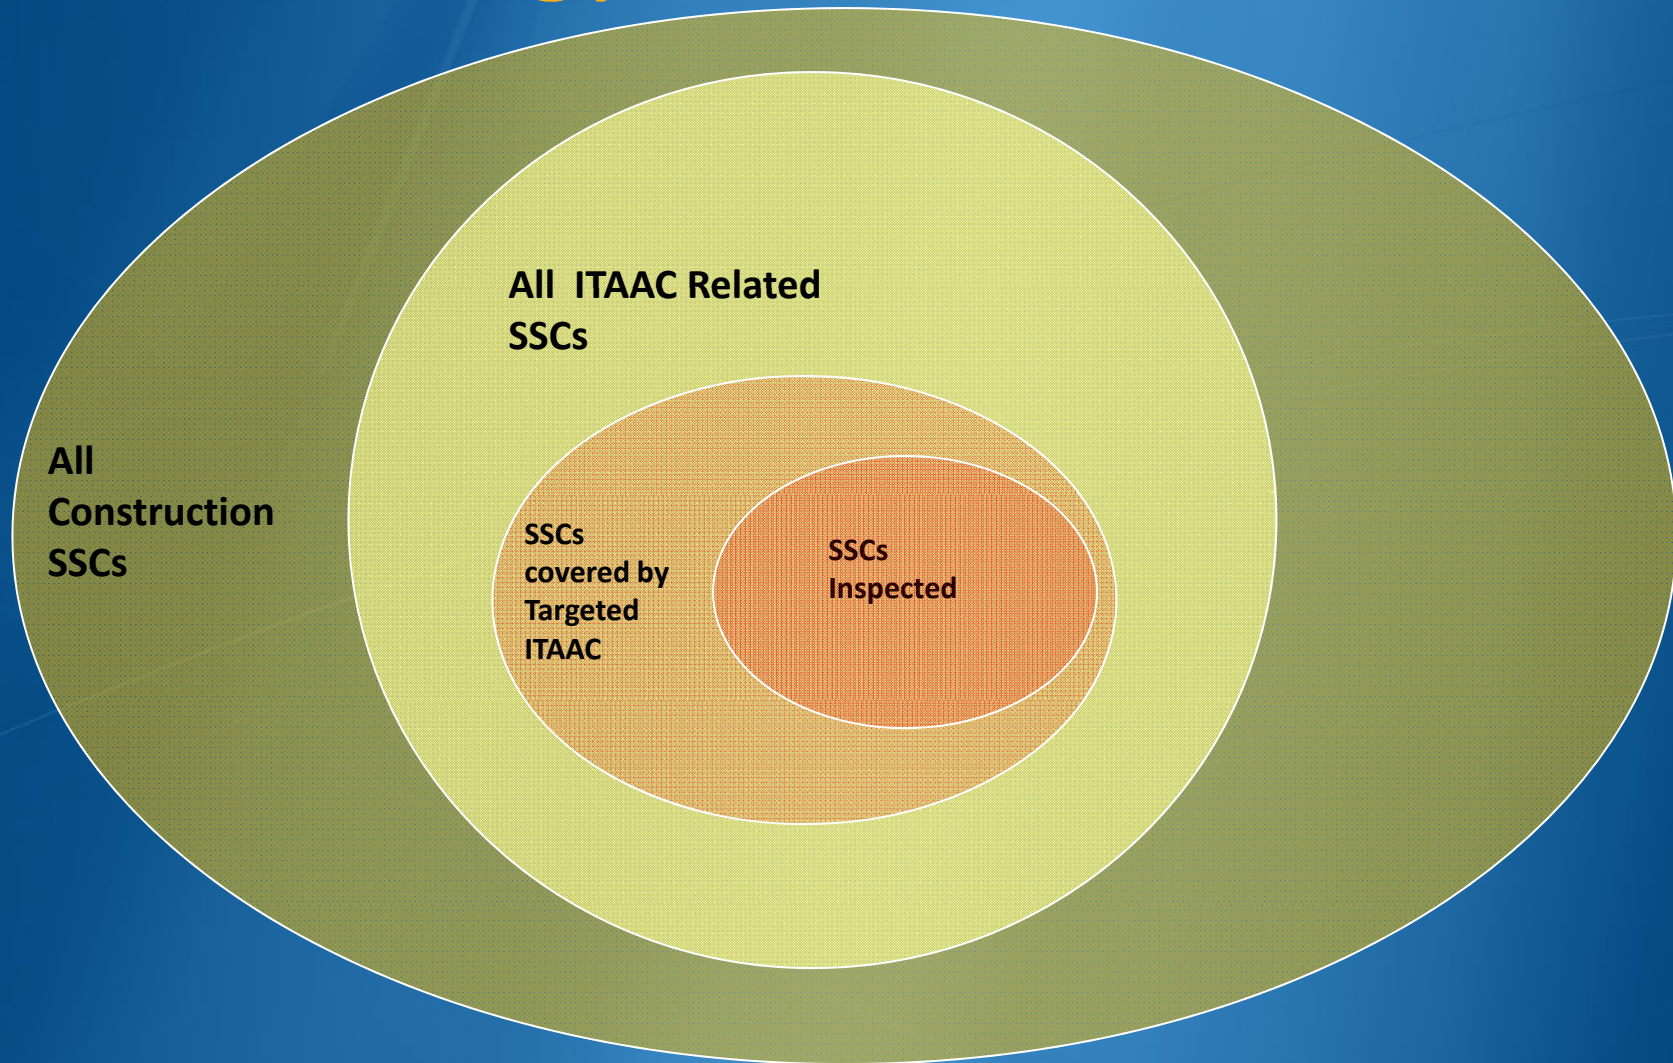 All ITAAC Related
SSCs
All
Construction
SSCs
SSCs
covered by
Targeted
ITAAC
SSCs
Inspected